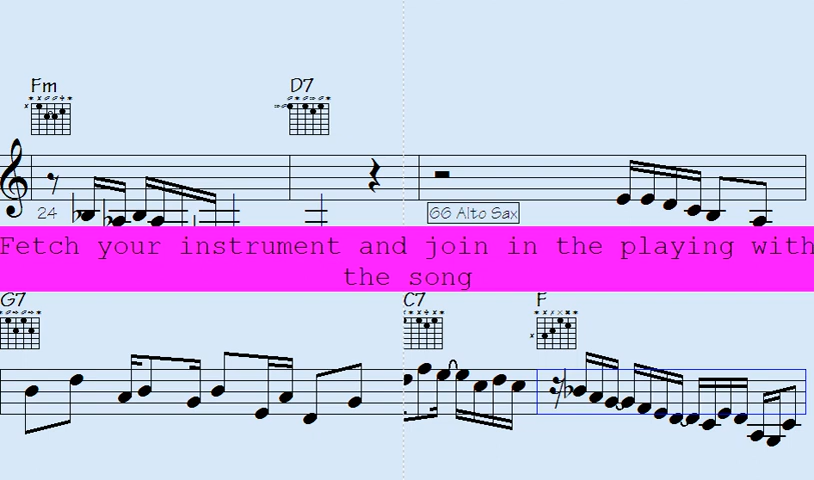 Fm D7
24 66 Alto Sax
Fetch your instrument and join in the playing with
the song
G7 C7 F